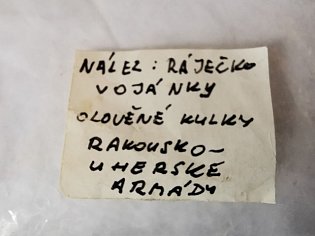 NÁLEZ: RÁJEČKO
VOJÁNKY
OLOVĚNÉ KULKY
RAKOUSKO-
UHERSKÉ
ARMÁDY